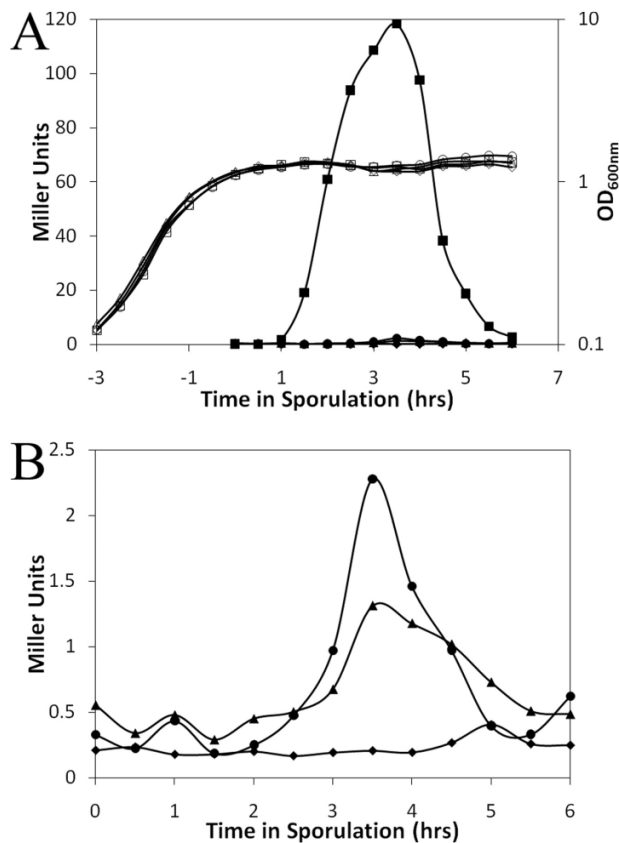 A
120
100
80
60
40
20
0
Miller Units
10
1
0.1
OD600nm
-3 -1 1 3 5 7
Time in Sporulation (hrs)
B
2.5
2
1.5
1
0.5
0
Miller Units
0 1 2 3 4 5 6
Time in Sporulation (hrs)